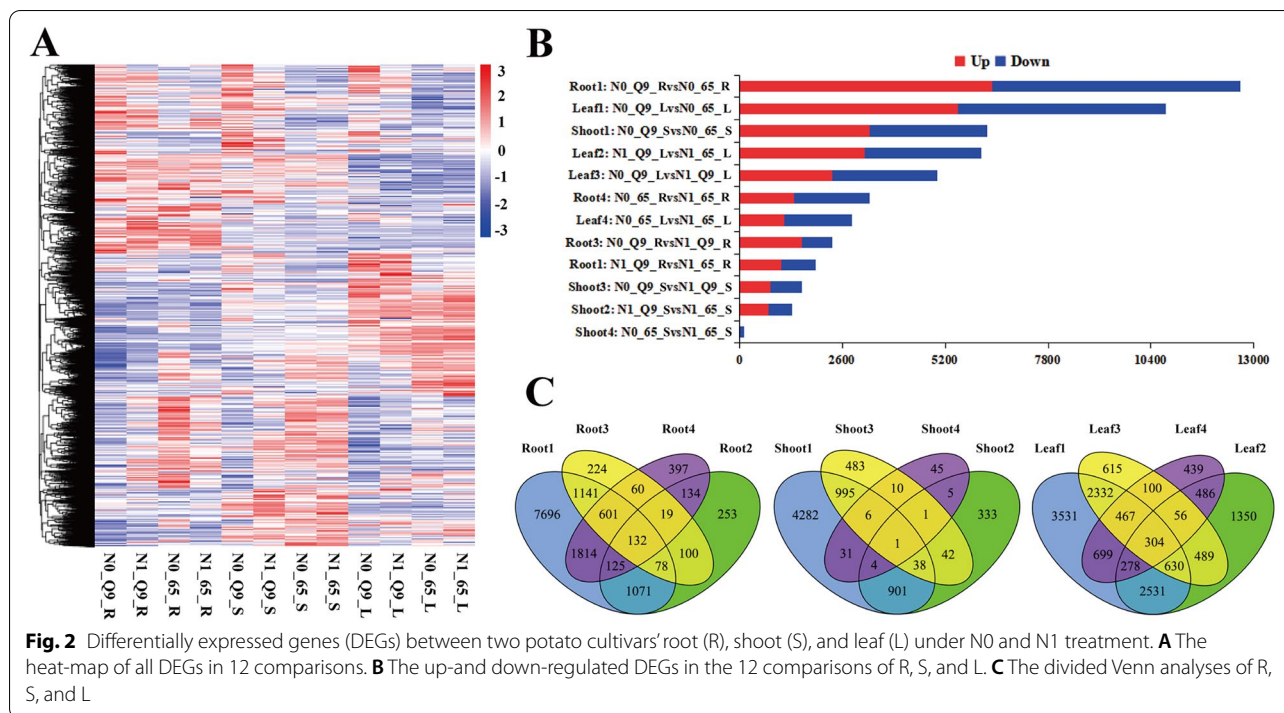 A
3
2
1
0
-1
-2
-3
N0_Q9_R
N1_Q9_R
N0_65_R
N1_65_R
N0_Q9_S
N1_Q9_S
N0_65_S
N1_65_S
N0_Q9_L
N1_Q9_L
N0_65_L
N1_65_L
B
Up Down
Root1: N0_Q9_RvsN0_65_R
Leaf1: N0_Q9_LvsN0_65_L
Shoot1: N0_Q9_SvsN0_65_S
Leaf2: N1_Q9_LvsN1_65_L
Leaf3: N0_Q9_LvsN1_Q9_L
Root4: N0_65_RvsN1_65_R
Leaf4: N0_65_LvsN1_65_L
Root3: N0_Q9_RvsN1_Q9_R
Root1: N1_Q9_RvsN1_65_R
Shoot3: N0_Q9_SvsN1_Q9_S
Shoot2: N1_Q9_SvsN1_65_S
Shoot4: N0_65_SvsN1_65_S
0 2600 5200 7800 10400 13000
C
Root3 Root4
Root1 Root2
224 397
1141 60 134
7696 601 19 253
132
1814 100
125 78
1071
Shoot3 Shoot4
Shoot1 Shoot2
483 45
995 10 5
4282 6 1 333
1
31 42
4 38
901
Leaf3 Leaf4
Leaf1 Leaf2
615 439
2332 100 486
3531 467 56 1350
304
699 489
278 630
2531
Fig. 2 Differentially expressed genes (DEGs) between two potato cultivars' root (R), shoot (S), and leaf (L) under N0 and N1 treatment. A The
heat-map of all DEGs in 12 comparisons. B The up-and down-regulated DEGs in the 12 comparisons of R, S, and L. C The divided Venn analyses of R,
S, and L